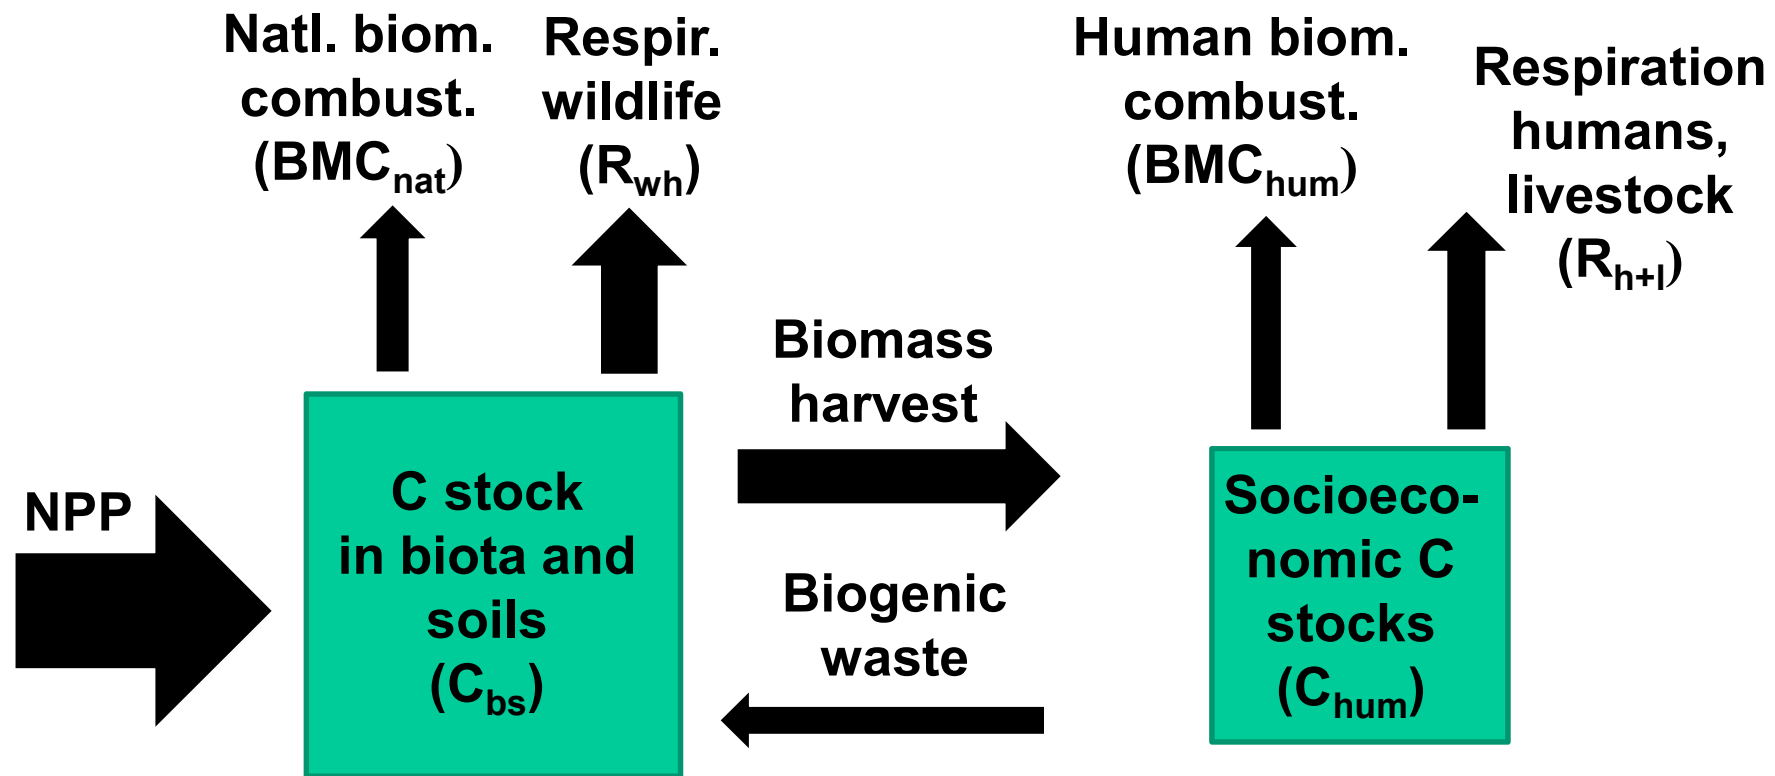 Natl. biom.
combust.
(BMCnat)
Respir.
wildlife
(Rwh)
Human biom.
combust.
(BMChum)
Respiration
humans,
livestock
(Rh+l)
Biomass
harvest
NPP
C stock
in biota and
soils
(Cbs)
Biogenic
waste
Socioeco-
nomic C
stocks
(Chum)